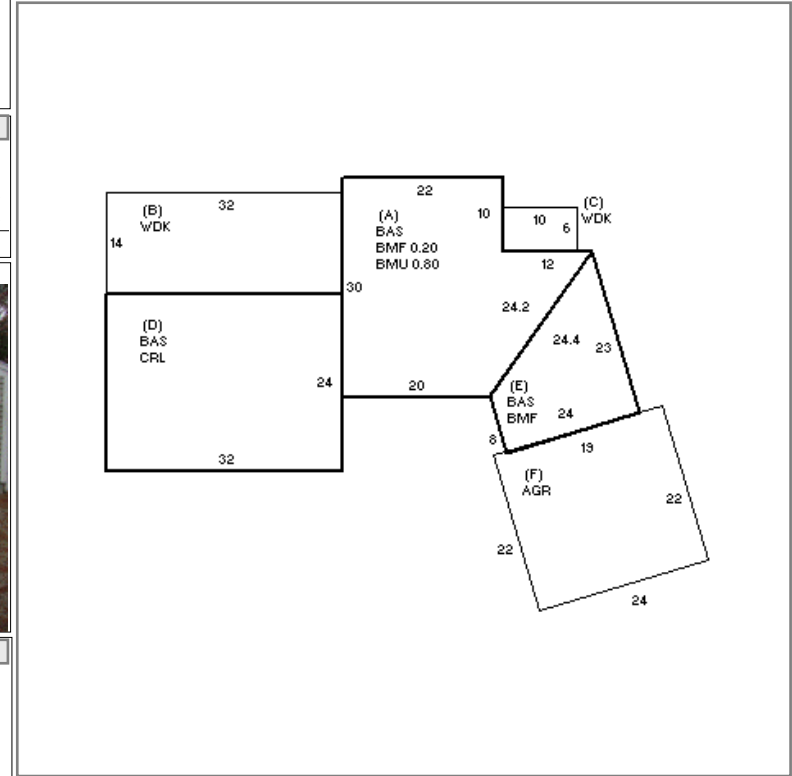 22
(B)
WDK
32
14
(A)
BAS
BMF 0.20
BMU 0.80
10
10
6
(C)
WDK
12
30
(D)
BAS
CRL
24
32
20
24.2
24.4
23
(E)
BAS
BMF
24
8
19
(F)
AGR
22
22
24